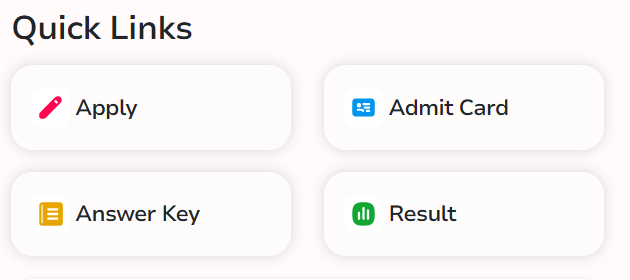 Quick Links
Apply
Admit Card
Answer Key
Result